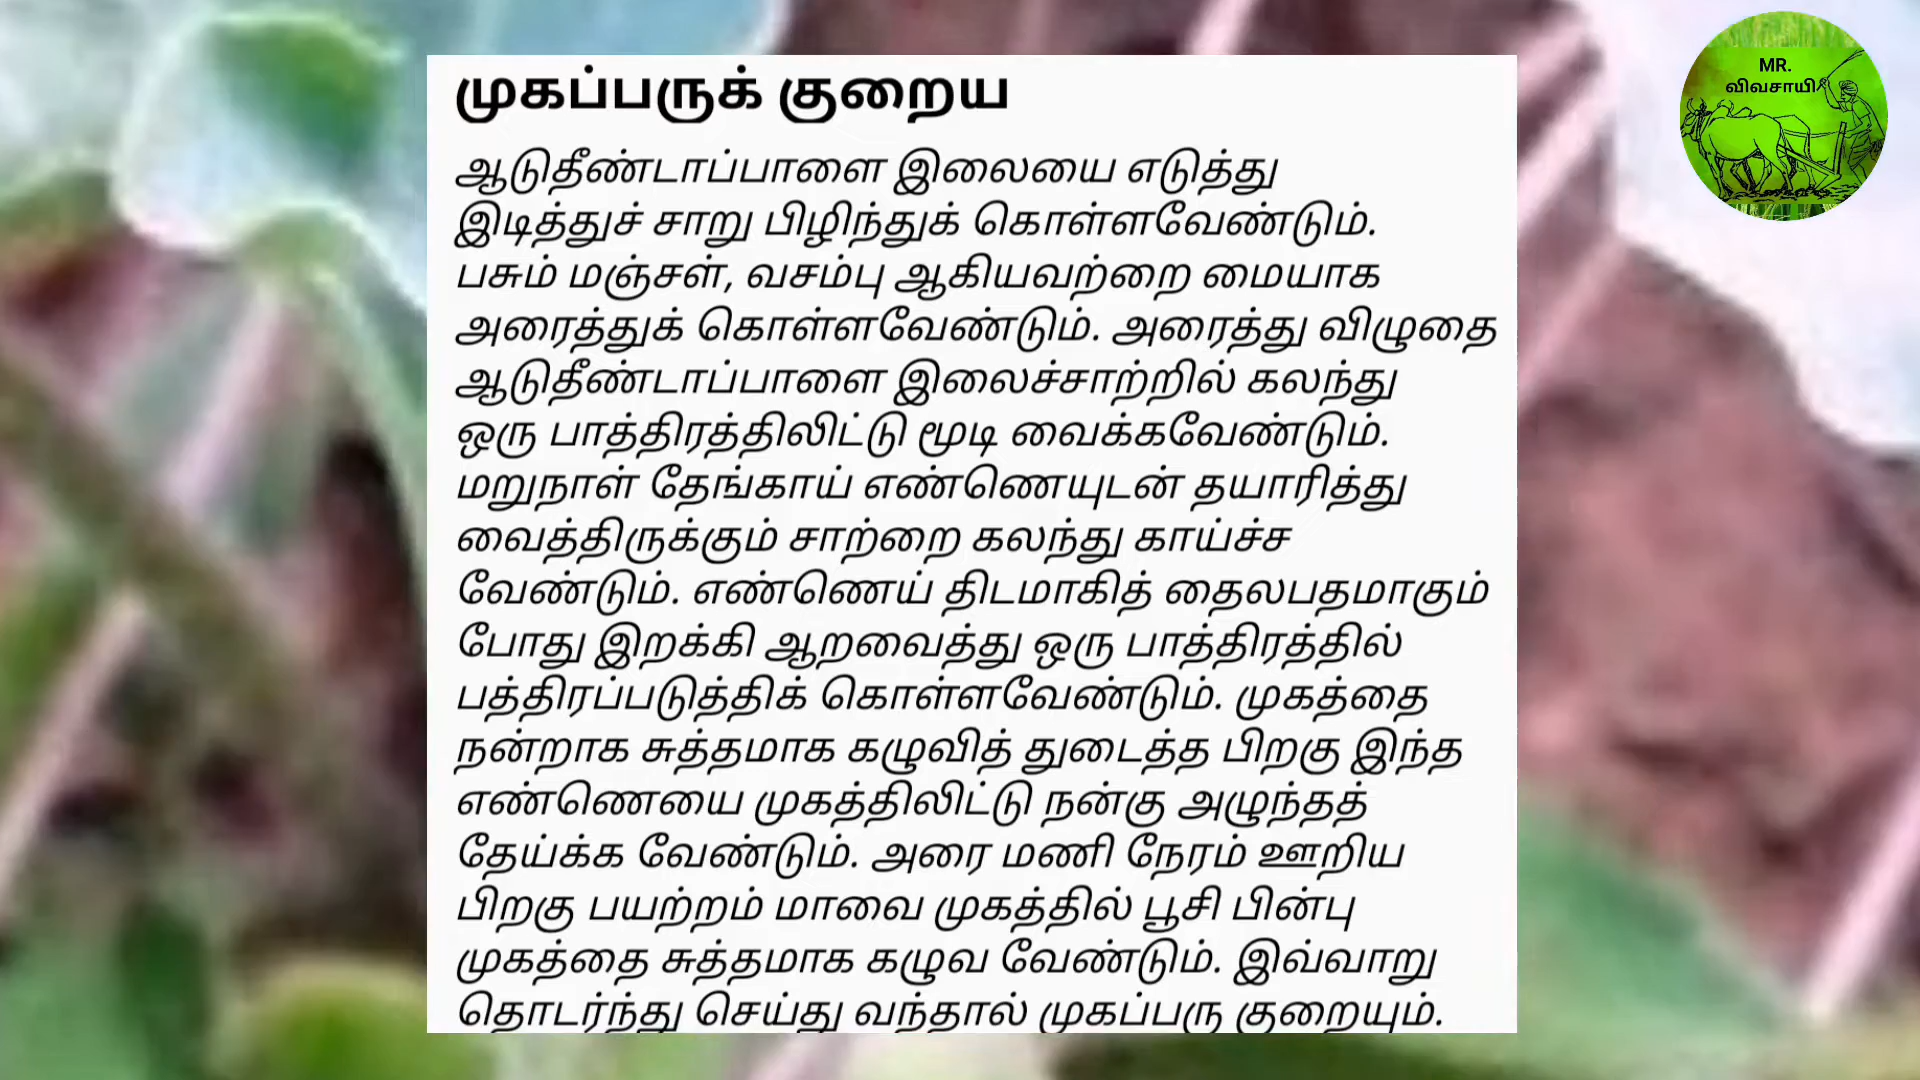 முகப்பருக் குறைய
ஆடுதீண்டாப்பாளை இலையை எடுத்து
இடித்துச் சாறு பிழிந்துக் கொள்ளவேண்டும்.
பசும் மஞ்சள், வசம்பு ஆகியவற்றை மையாக
அரைத்துக் கொள்ளவேண்டும். அரைத்து விழுதை
ஆடுதீண்டாப்பாளை இலைச்சாற்றில் கலந்து
ஒரு பாத்திரத்திலிட்டு மூடி வைக்கவேண்டும்.
மறுநாள் தேங்காய் எண்ணெயுடன் தயாரித்து
வைத்திருக்கும் சாற்றை கலந்து காய்ச்ச
வேண்டும். எண்ணெய் திடமாகித் தைலபதமாகும்
போது இறக்கி ஆறவைத்து ஒரு பாத்திரத்தில்
பத்திரப்படுத்திக் கொள்ளவேண்டும். முகத்தை
நன்றாக சுத்தமாக கழுவித் துடைத்த பிறகு இந்த
எண்ணெயை முகத்திலிட்டு நன்கு அழுந்தத்
தேய்க்க வேண்டும். அரை மணி நேரம் ஊறிய
பிறகு பயற்றம் மாவை முகத்தில் பூசி பின்பு
முகத்தை சுத்தமாக கழுவ வேண்டும். இவ்வாறு
தொடர்ந்து செய்து வந்தால் முகப்பரு குறையும்.
MR.
விவசாயி